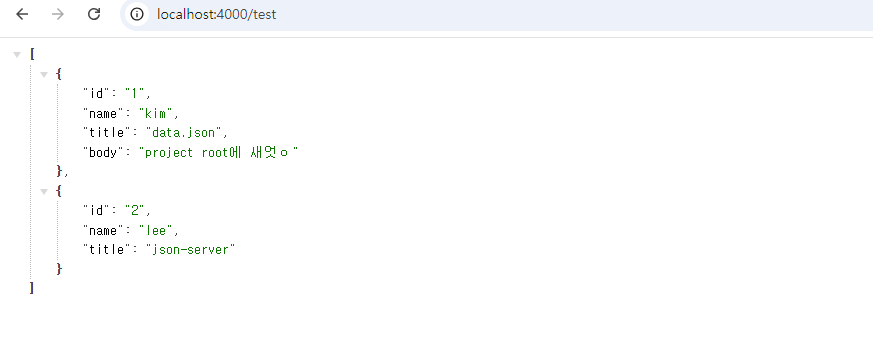 localhost:4000/test
[
{
"id": "1",
"name": "kim",
"title": "data.json",
"body": "project root에 새엇ㅇ"
},
{
"id": "2",
"name": "lee",
"title": "json-server"
}
]